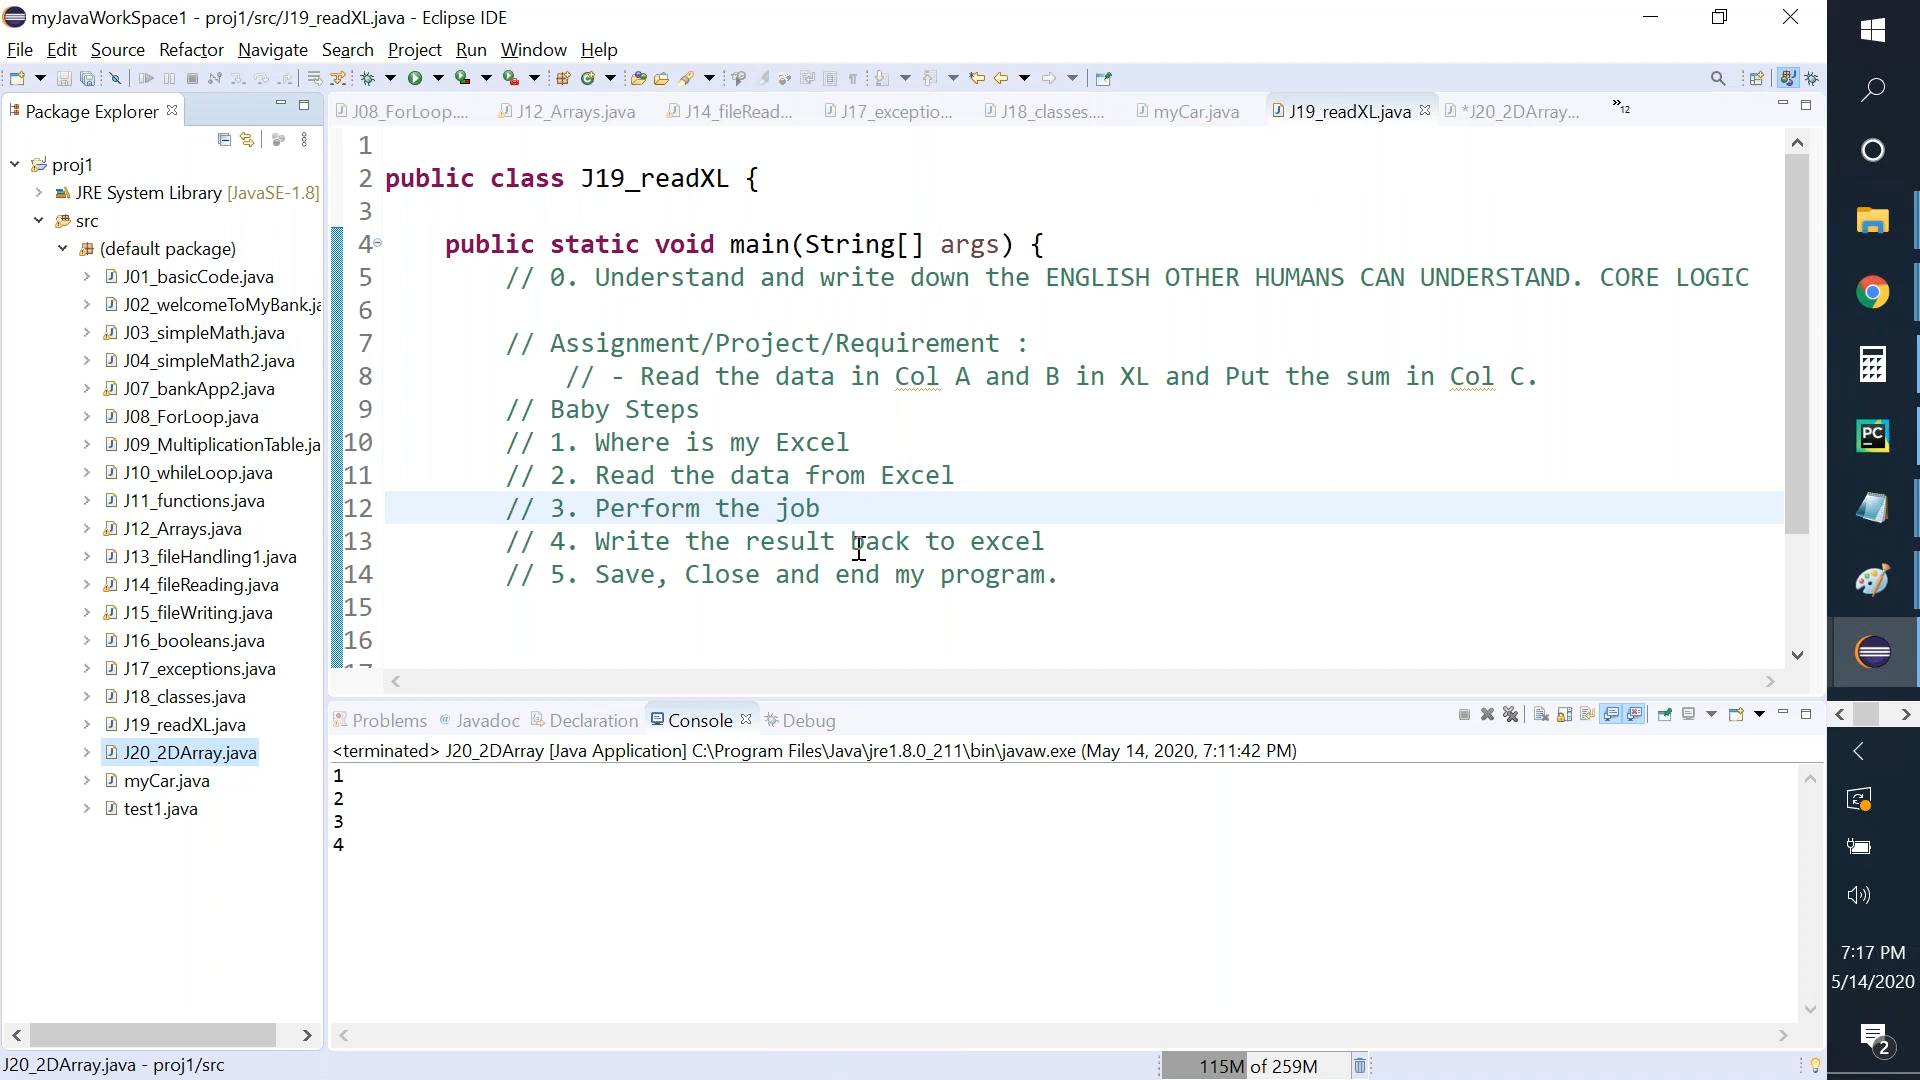 myJavaWorkSpace1 - proj1/src/J19_readXL.java - Eclipse IDE
File Edit Source Refactor Navigate Search Project Run Window Help
Package Explorer
J08_ForLoop....
J12_Arrays.java
J14_fileRead...
J17_exceptio...
J18_classes....
myCar.java
J19_readXL.java
*J20_2DArray...
»12
proj1
JRE System Library [JavaSE-1.8]
src
(default package)
J01_basicCode.java
J02_welcomeToMyBank.ja
J03_simpleMath.java
J04_simpleMath2.java
J07_bankApp2.java
J08_ForLoop.java
J09_MultiplicationTable.ja
J10_whileLoop.java
J11_functions.java
J12_Arrays.java
J13_fileHandling1.java
J14_fileReading.java
J15_fileWriting.java
J16_booleans.java
J17_exceptions.java
J18_classes.java
J19_readXL.java
J20_2DArray.java
myCar.java
test1.java
1
2 public class J19_readXL {
3
4 public static void main(String[] args) {
5 // 0. Understand and write down the ENGLISH OTHER HUMANS CAN UNDERSTAND. CORE LOGIC
6
7 // Assignment/Project/Requirement :
8 // - Read the data in Col A and B in XL and Put the sum in Col C.
9 // Baby Steps
10 // 1. Where is my Excel
11 // 2. Read the data from Excel
12 // 3. Perform the job
13 // 4. Write the result back to excel
14 // 5. Save, Close and end my program.
15
16
17
Problems Javadoc Declaration Console Debug
<terminated> J20_2DArray [Java Application] C:\Program Files\Java\jre1.8.0_211\bin\javaw.exe (May 14, 2020, 7:11:42 PM)
1
2
3
4
J20_2DArray.java - proj1/src
115M of 259M
PC
7:17 PM
5/14/2020
2